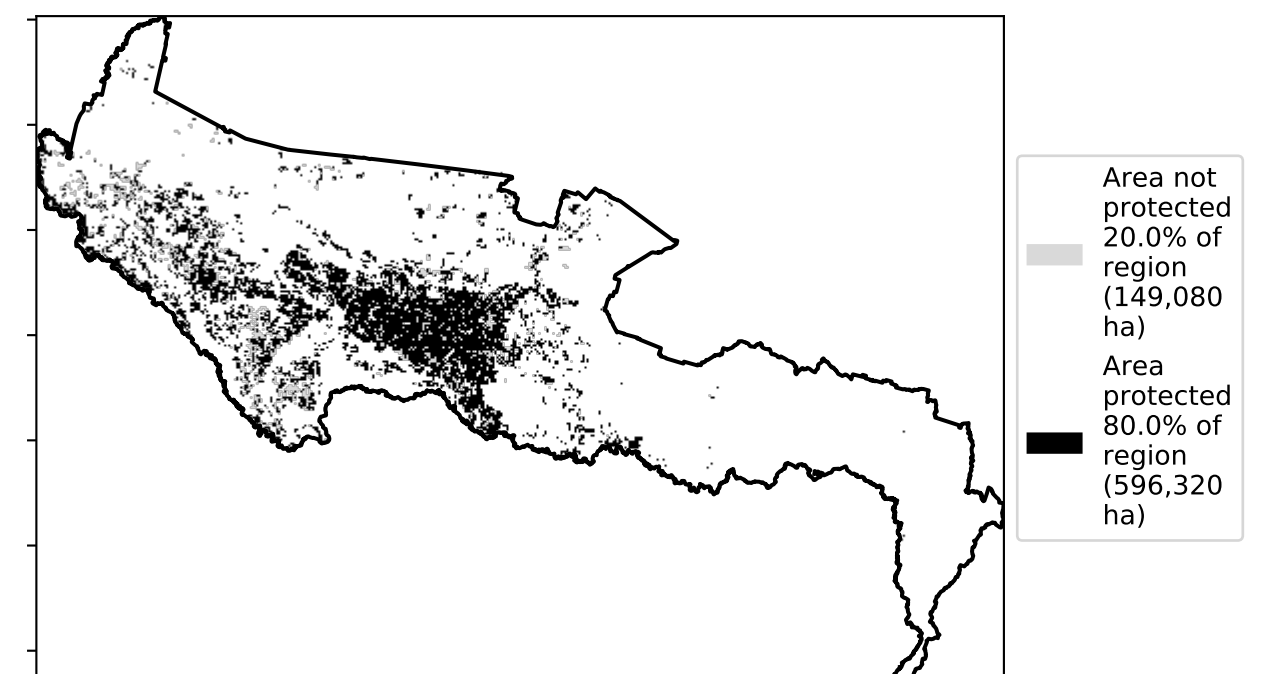 Area not
protected
20.0% of
region
(149,080
ha)
Area
protected
80.0% of
region
(596,320
ha)